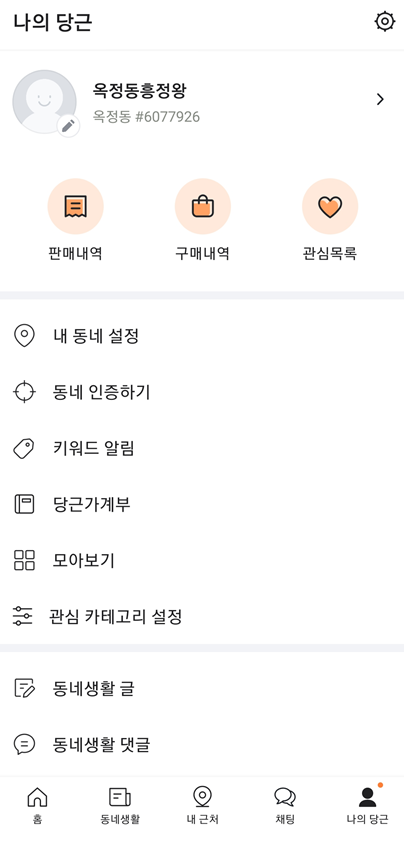 나의 당근
옥정동흥정왕
옥정동 #6077926
판매내역 구매내역 관심목록
내 동네 설정
동네 인증하기
키워드 알림
당근가계부
모아보기
관심 카테고리 설정
동네생활 글
동네생활 댓글
홈 동네생활 내 근처 채팅 나의 당근